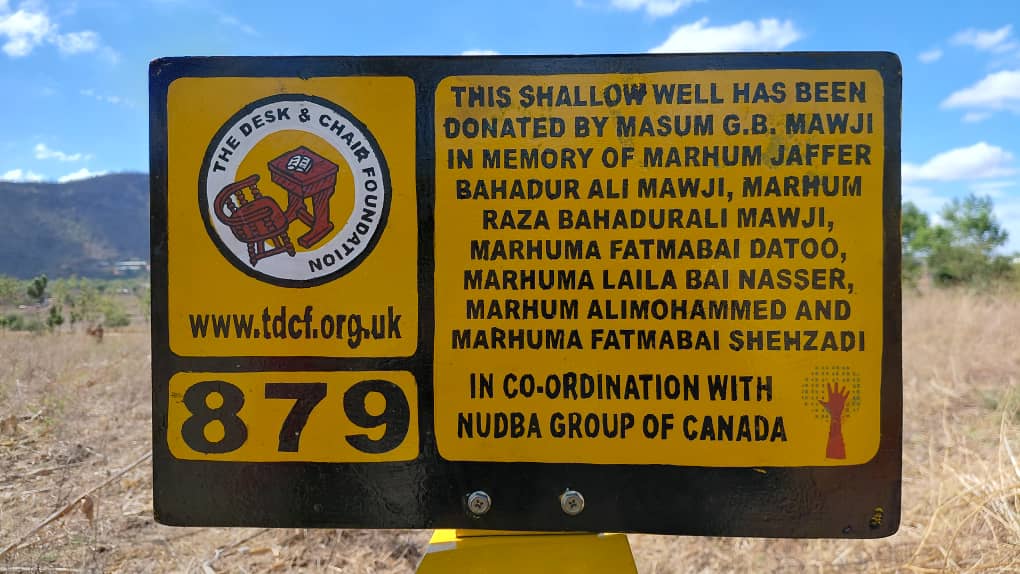 THE DESK & CHAIR FOUNDATION
www.tdcf.org.uk
879
THIS SHALLOW WELL HAS BEEN
DONATED BY MASUM G.B. MAWJI
IN MEMORY OF MARHUM JAFFER
BAHADUR ALI MAWJI, MARHUM
RAZA BAHADURALI MAWJI,
MARHUMA FATMABAI DATOO,
MARHUMA LAILA BAI NASSER,
MARHUM ALIMOHAMMED AND
MARHUMA FATMABAI SHEHZADI
IN CO-ORDINATION WITH
NUDBA GROUP OF CANADA